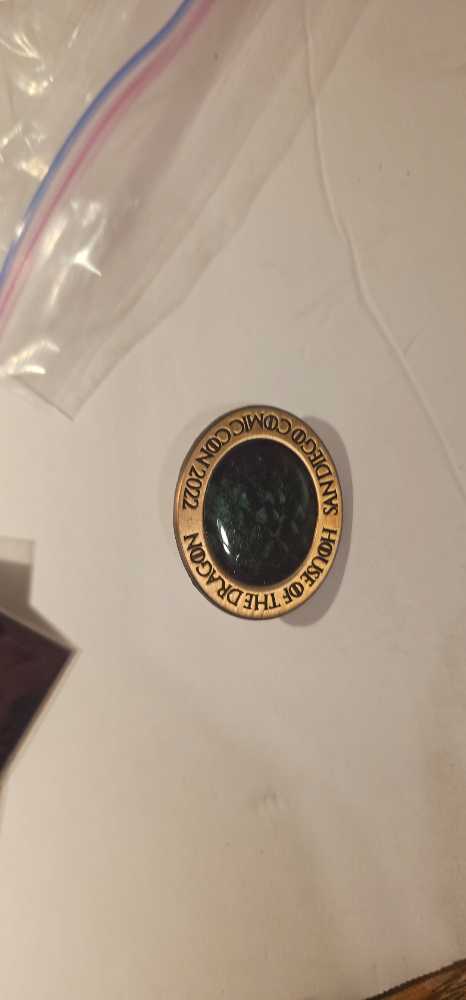 HOUSE OF THE DRAGON
SAN DIEGO COMIC CON 2022